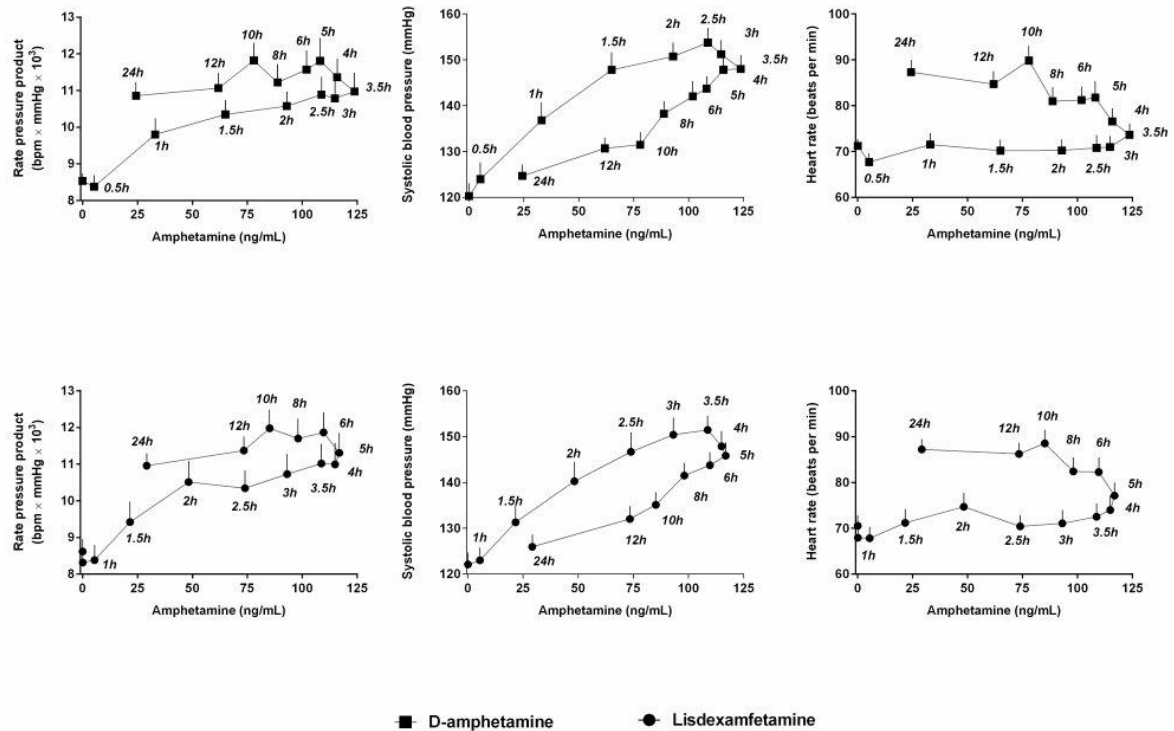 Rate pressure product
(bpm × mmHg × 10³)
13
12
11
10
9
8
0
25
50
75
100
125
Amphetamine (ng/mL)
24h
12h
10h
8h
6h
5h
4h
3.5h
3h
2.5h
2h
1.5h
1h
0.5h
Systolic blood pressure (mmHg)
160
150
140
130
120
0
25
50
75
100
125
Amphetamine (ng/mL)
0.5h
1h
1.5h
2h
2.5h
3h
3.5h
4h
5h
6h
8h
10h
12h
24h
Heart rate (beats per min)
100
90
80
70
60
0
25
50
75
100
125
Amphetamine (ng/mL)
24h
12h
10h
8h
6h
5h
4h
3.5h
3h
2.5h
2h
1.5h
1h
0.5h
Rate pressure product
(bpm × mmHg × 10³)
13
12
11
10
9
8
0
25
50
75
100
125
Amphetamine (ng/mL)
24h
12h
10h
8h
6h
5h
4h
3.5h
3h
2.5h
2h
1.5h
1h
Systolic blood pressure (mmHg)
160
150
140
130
120
0
25
50
75
100
125
Amphetamine (ng/mL)
1h
1.5h
2h
2.5h
3h
3.5h
4h
5h
6h
8h
10h
12h
24h
Heart rate (beats per min)
100
90
80
70
60
0
25
50
75
100
125
Amphetamine (ng/mL)
24h
12h
10h
8h
6h
5h
4h
3.5h
3h
2.5h
2h
1.5h
1h
D-amphetamine
Lisdexamfetamine